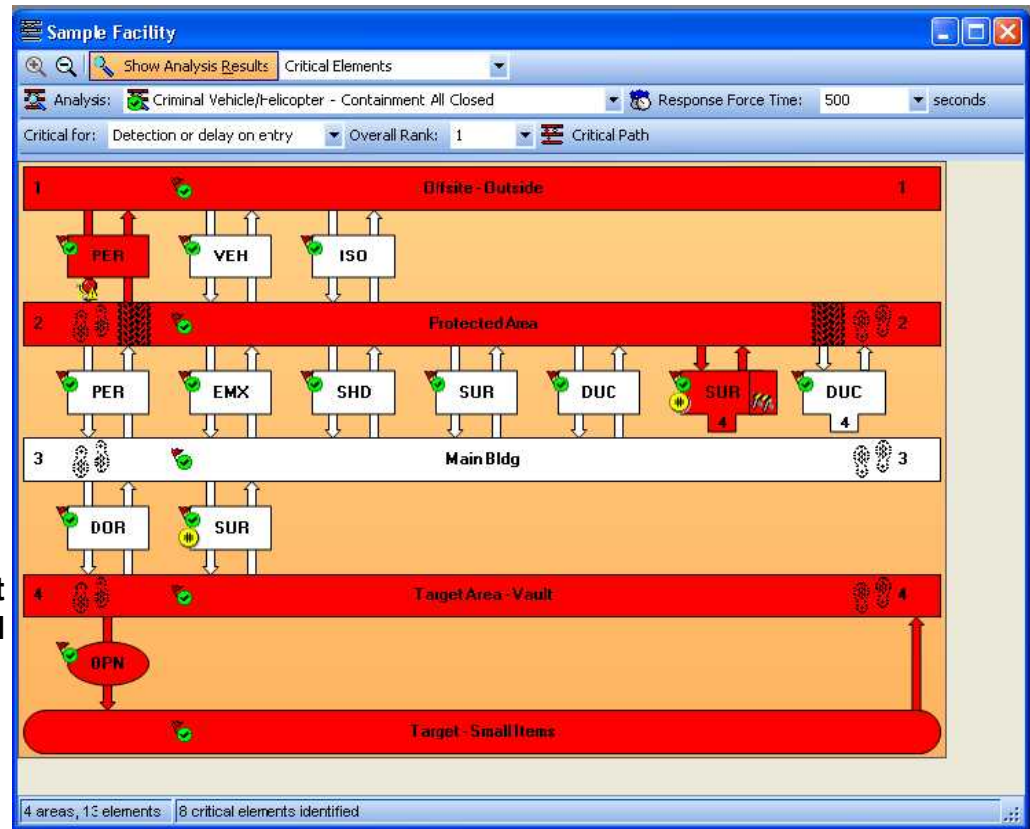 Sample Facility
Show Analysis Results Critical Elements
Analysis: Criminal Vehicle/Helicopter - Containment All Closed Response Force Time: 500 seconds
Critical for: Detection or delay on entry Overall Rank: 1 Critical Path
1 Offsite - Outside 1
PER VEH ISO
2 Protected Area 2
PER EMX SHD SUR DUC SUR DUC
4 4
3 Main Bldg 3
DOR SUR
4 Target Area - Vault 4
OPN
Target - Small Items
4 areas, 13 elements 8 critical elements identified